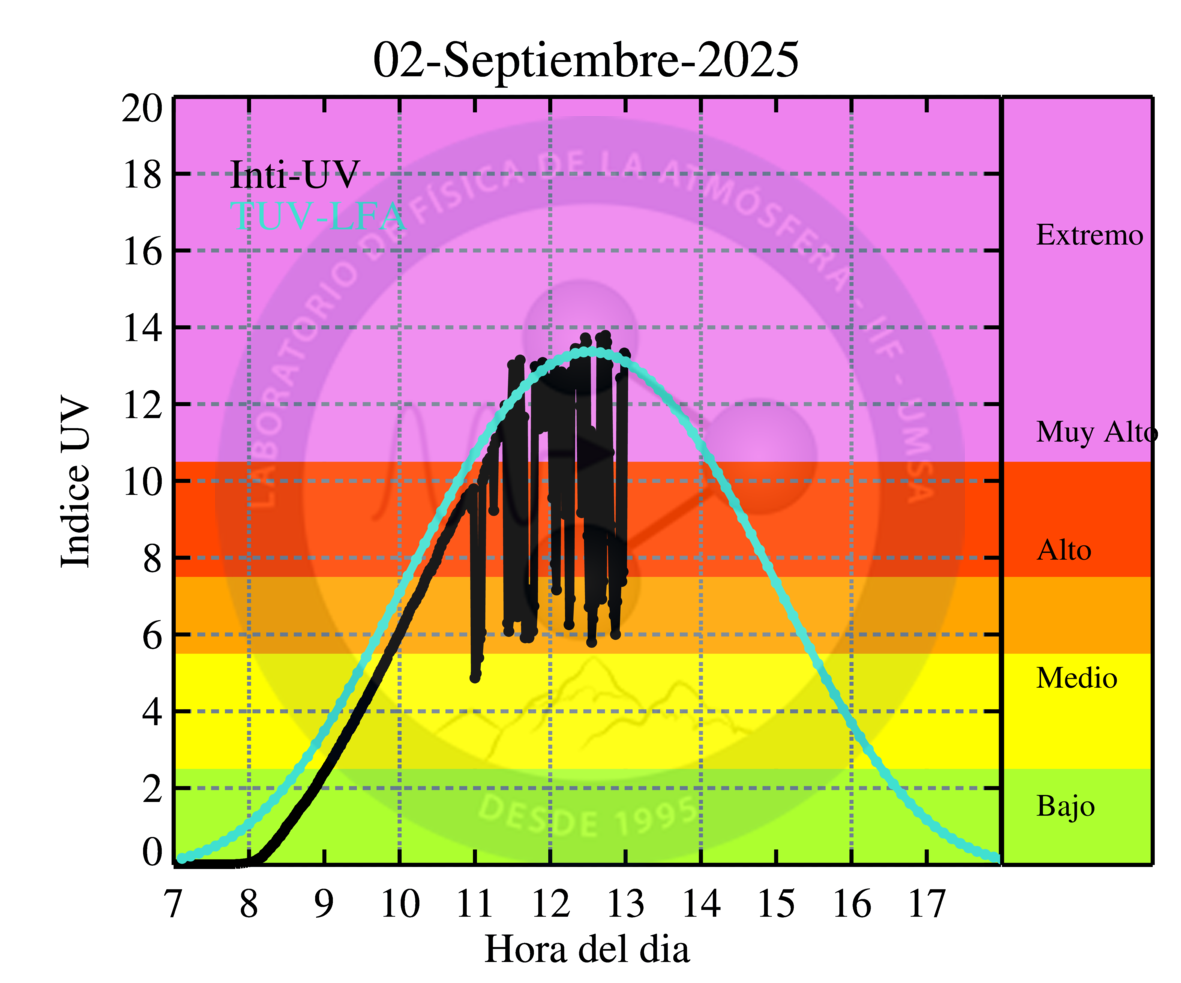 02-Septiembre-2025
20
18
16
14
12
10
8
6
4
2
0
Indice UV
Inti-UV
TUV-LFA
LABORATORIO DE FÍSICA DE LA ATMÓSFERA - IIF - UMSA
DESDE 1995
Extremo
Muy Alto
Alto
Medio
Bajo
7 8 9 10 11 12 13 14 15 16 17
Hora del dia